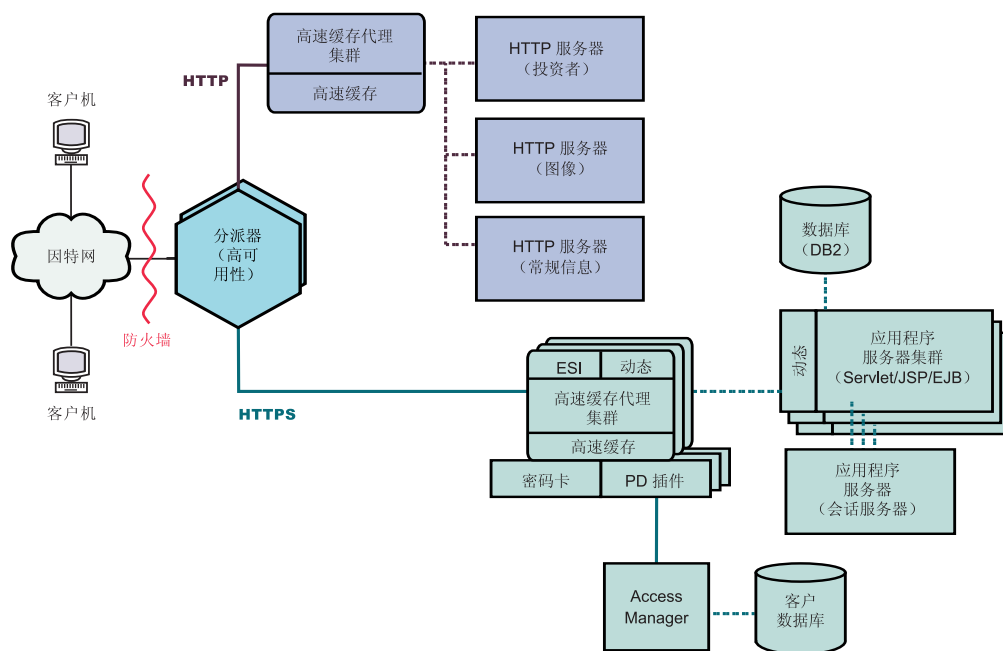 高速缓存代理
集群
高速缓存
HTTP
HTTP 服务器
（投资者）
HTTP 服务器
（图像）
HTTP 服务器
（常规信息）
客户机
因特网
客户机
防火墙
分派器
（高可
用性）
HTTPS
ESI
动态
高速缓存代理
集群
高速缓存
密码卡
PD 插件
数据库
（DB2）
动态
应用程序
服务器集群
（Servlet/JSP/EJB）
应用程序
服务器
（会话服务器）
Access
Manager
客户
数据库